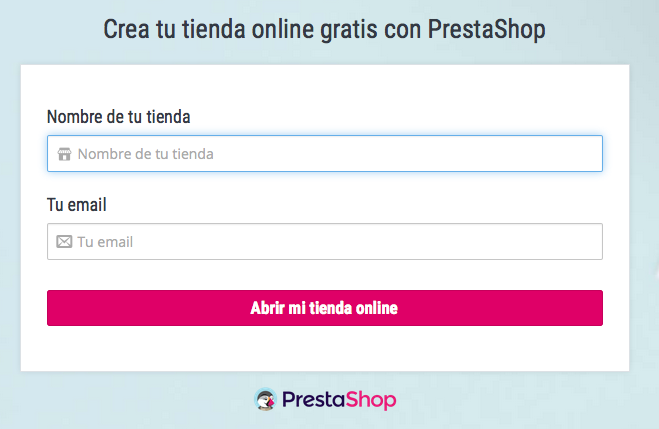 Crea tu tienda online gratis con PrestaShop
Nombre de tu tienda
Nombre de tu tienda
Tu email
Tu email
Abrir mi tienda online
PrestaShop